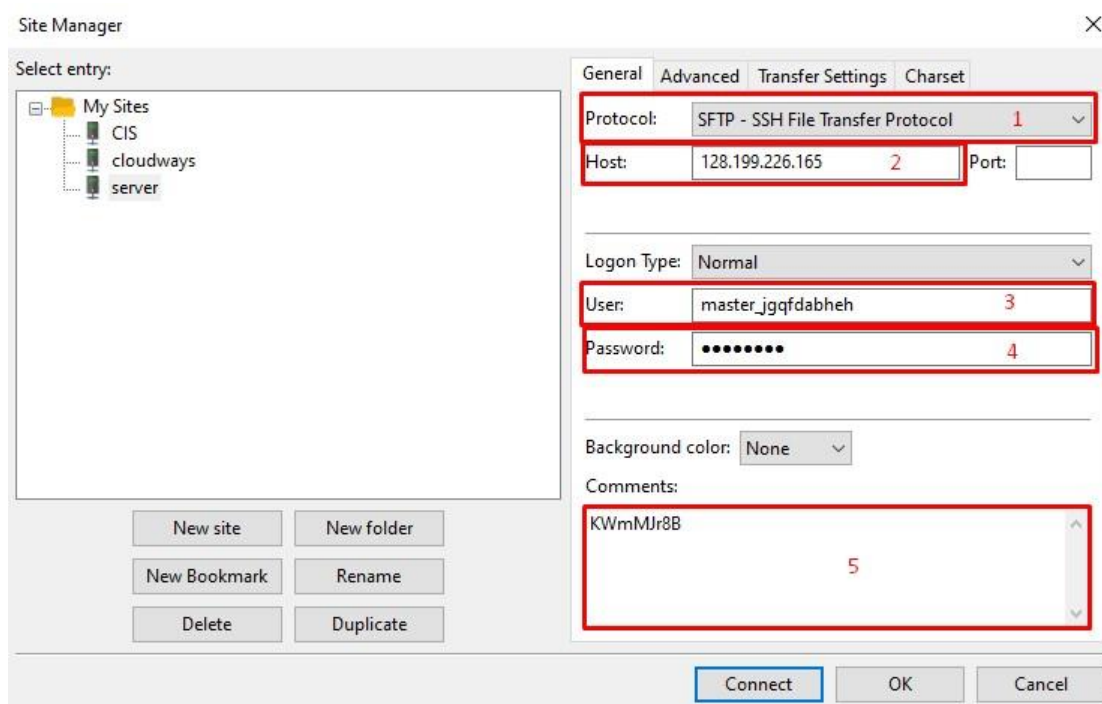 Site Manager
Select entry:
My Sites
CIS
cloudways
server
New site
New folder
New Bookmark
Rename
Delete
Duplicate
General Advanced Transfer Settings Charset
Protocol: SFTP - SSH File Transfer Protocol 1
Host: 128.199.226.165 2 Port:
Logon Type: Normal
User: master_jgqfdabheh 3
Password: •••••••• 4
Background color: None
Comments:
KWmMJr8B
5
Connect OK Cancel